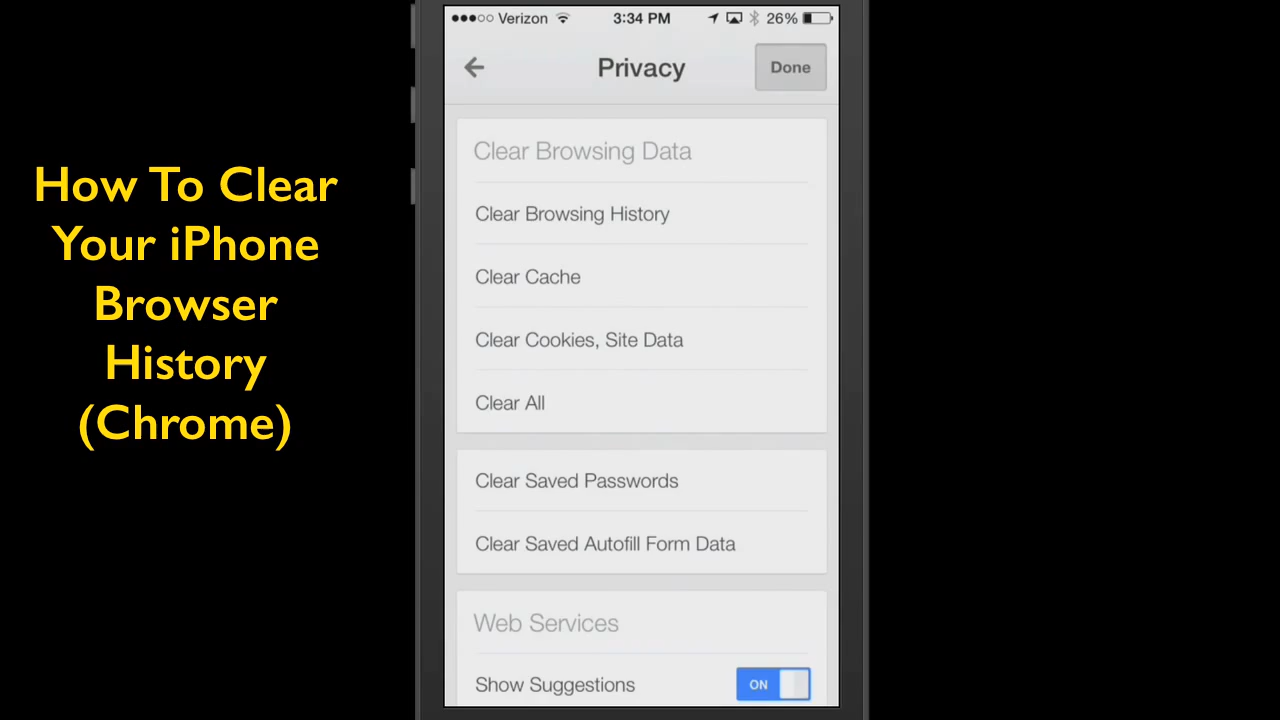 How To Clear
Your iPhone
Browser
History
(Chrome)
Verizon 3:34 PM 26%
Privacy
Done
Clear Browsing Data
Clear Browsing History
Clear Cache
Clear Cookies, Site Data
Clear All
Clear Saved Passwords
Clear Saved Autofill Form Data
Web Services
Show Suggestions ON